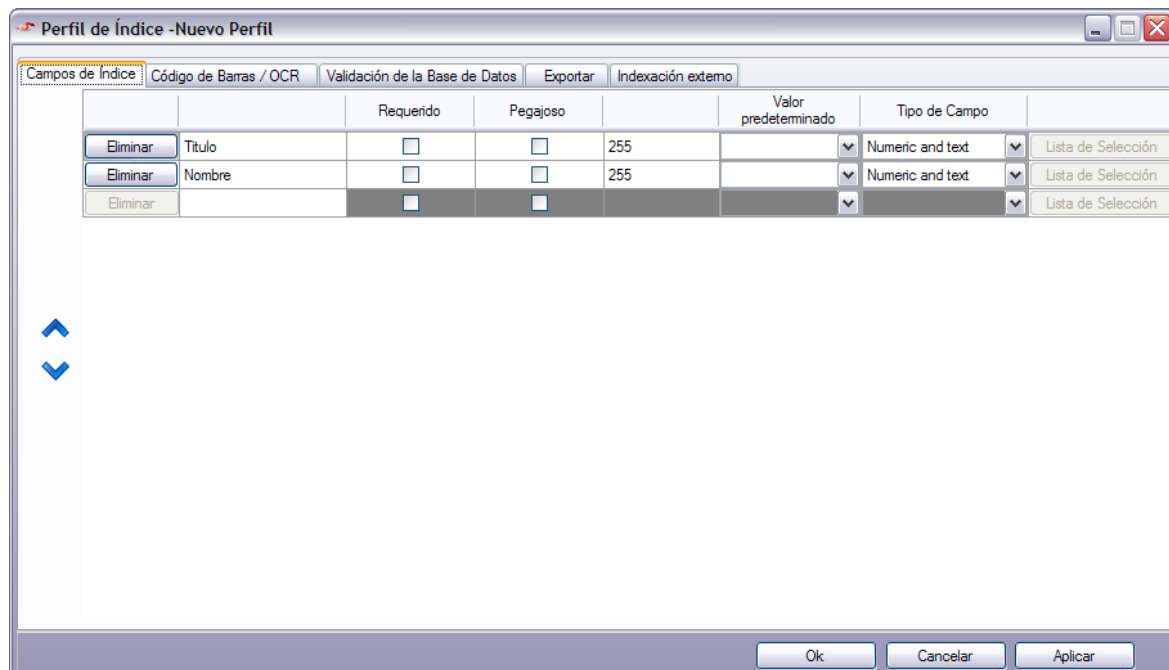 Perfil de Índice -Nuevo Perfil
Campos de Índice Código de Barras / OCR Validación de la Base de Datos Exportar Indexación externo
Requerido Pegajoso Valor predeterminado Tipo de Campo
Eliminar Titulo 255 Numeric and text Lista de Selección
Eliminar Nombre 255 Numeric and text Lista de Selección
Eliminar Lista de Selección
Ok Cancelar Aplicar